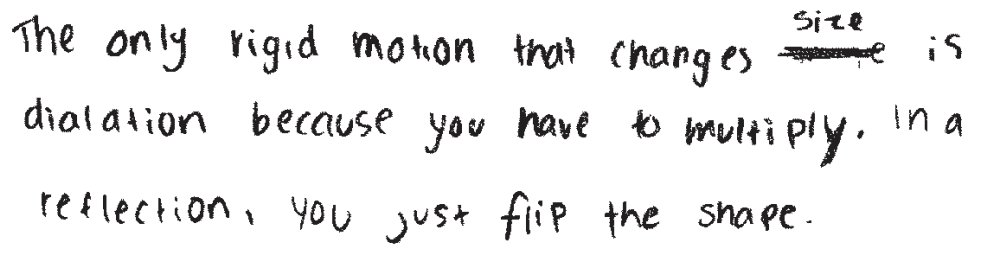 The only rigid motion that changes size is
dialation because you have to multiply. In a
reflection, you just flip the shape.